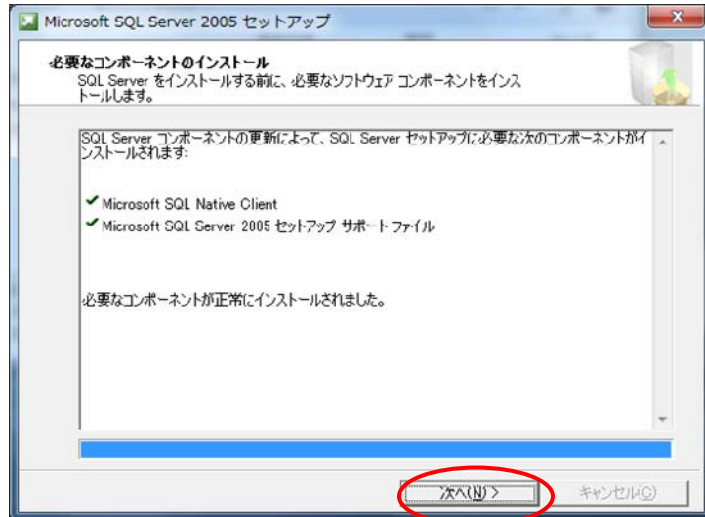 Microsoft SQL Server 2005 セットアップ
必要なコンポーネントのインストール
SQL Server をインストールする前に、必要なソフトウェア コンポーネントをインス
トールします。
SQL Server コンポーネントの更新によって、SQL Server セットアップに必要な次のコンポーネントがイ
ンストールされます:
Microsoft SQL Native Client
Microsoft SQL Server 2005 セットアップ サポート ファイル
必要なコンポーネントが正常にインストールされました。
次へ(N) >
キャンセル(C)